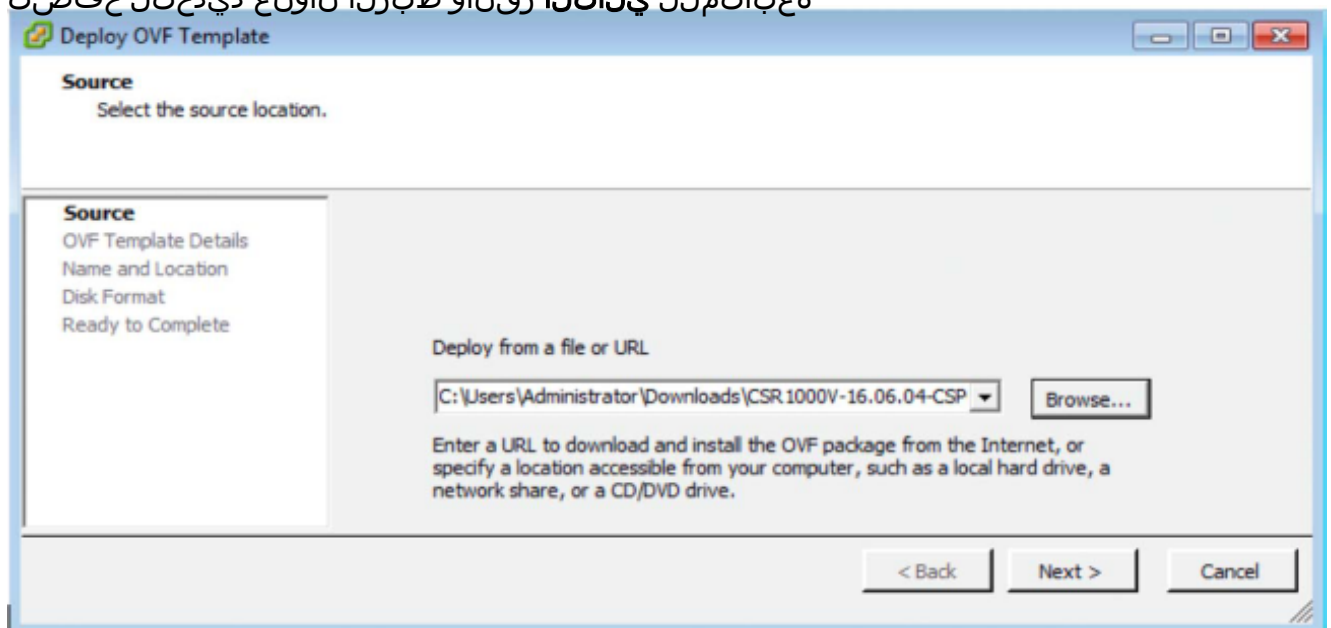 Deploy OVF Template
Source
Select the source location.
Source
OVF Template Details
Name and Location
Disk Format
Ready to Complete
Deploy from a file or URL
C:\Users\Administrator\Downloads\CSR1000V-16.06.04-CSP
Browse...
Enter a URL to download and install the OVF package from the Internet, or
specify a location accessible from your computer, such as a local hard drive, a
network share, or a CD/DVD drive.
< Back
Next >
Cancel